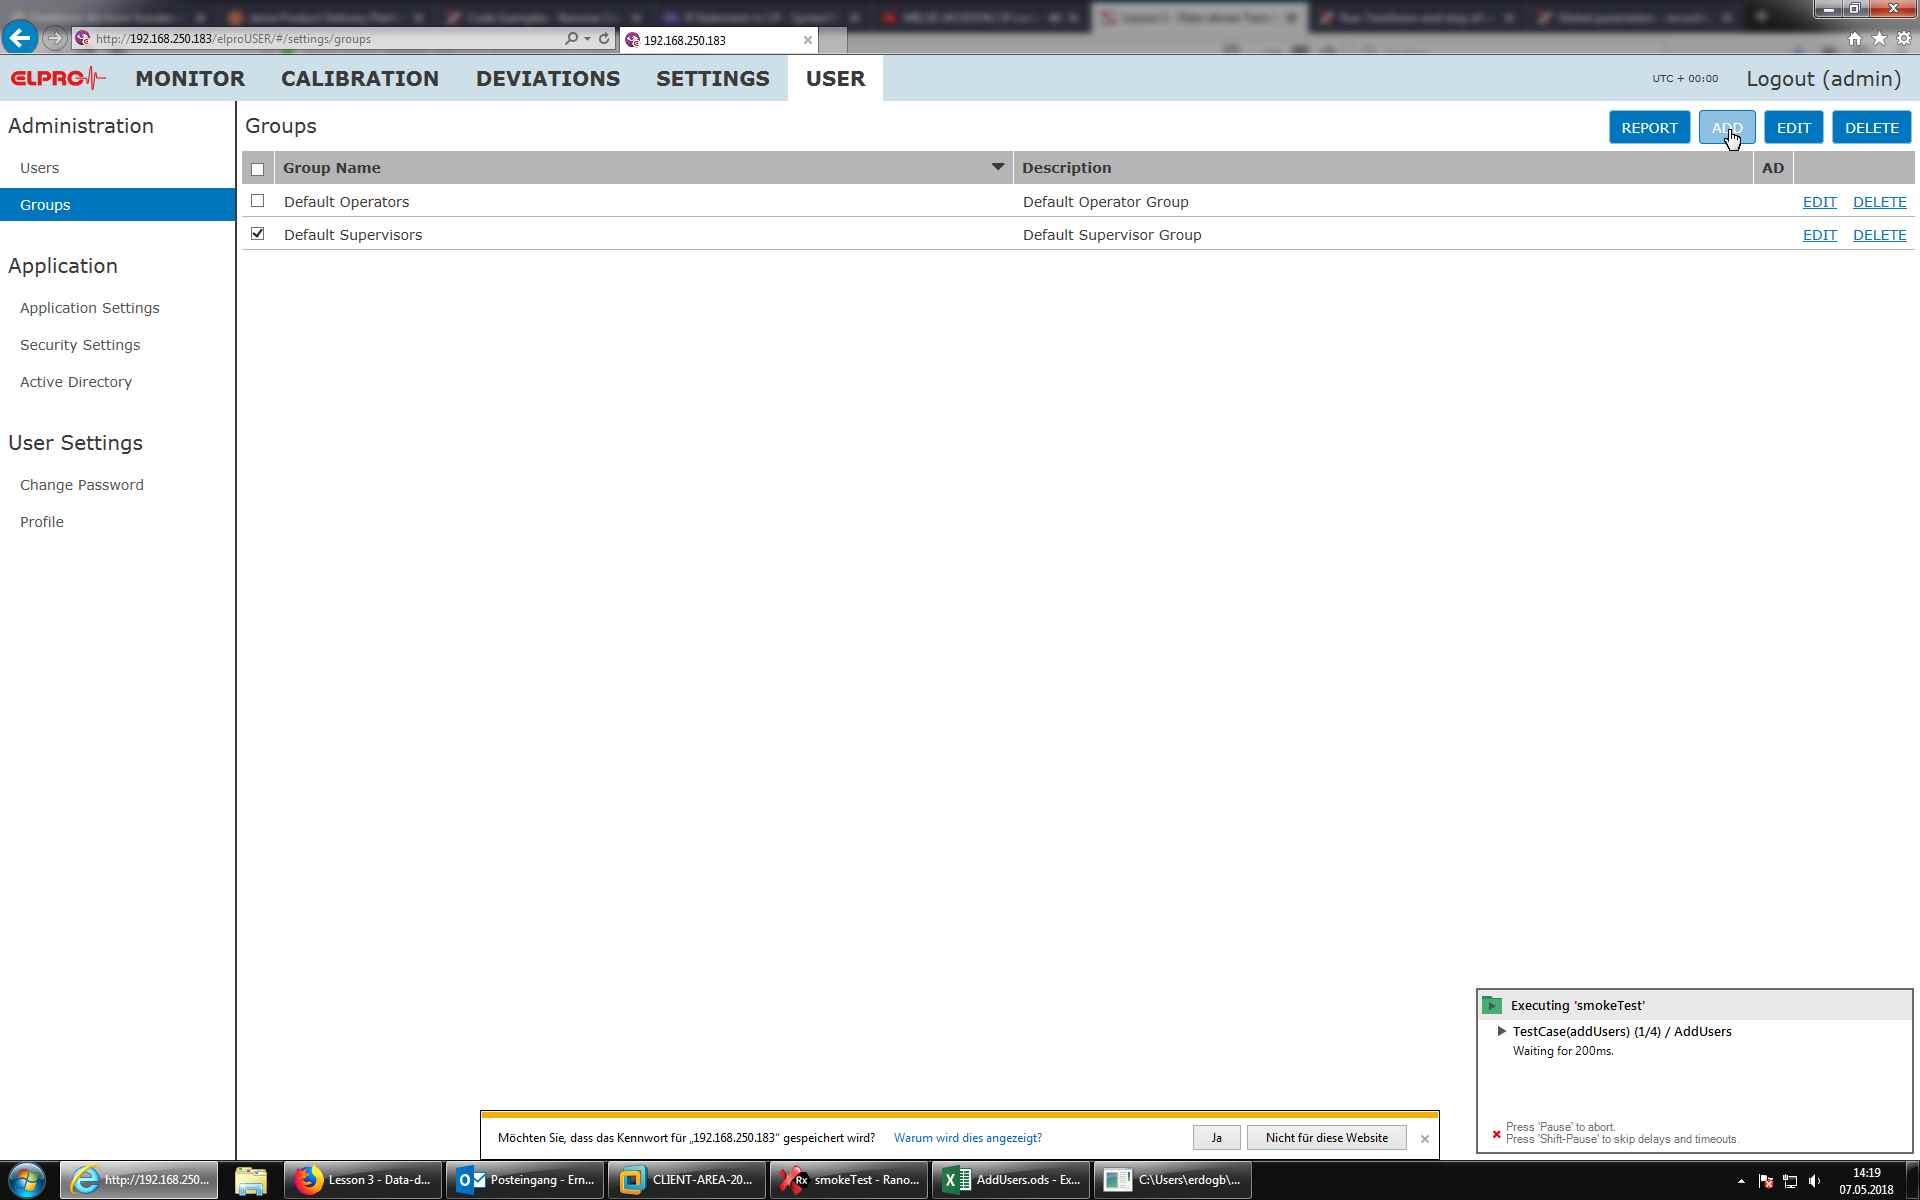 http://192.168.250.183/elproUSER/#/settings/groups
192.168.250.183
ELPRO
MONITOR CALIBRATION DEVIATIONS SETTINGS USER
UTC + 00:00
Logout (admin)
Administration
Users
Groups
Application
Application Settings
Security Settings
Active Directory
User Settings
Change Password
Profile
Groups
REPORT ADD EDIT DELETE
Group Name Description AD
Default Operators Default Operator Group EDIT DELETE
Default Supervisors Default Supervisor Group EDIT DELETE
Executing 'smokeTest'
TestCase(addUsers) (1/4) / AddUsers
Waiting for 200ms.
Press 'Pause' to abort.
Press 'Shift-Pause' to skip delays and timeouts.
Möchten Sie, dass das Kennwort für „192.168.250.183“ gespeichert wird? Warum wird dies angezeigt? Ja Nicht für diese Website
http://192.168.250... Lesson 3 - Data-d... Posteingang - Ern... CLIENT-AREA-20... Rx smokeTest - Rano... AddUsers.ods - Ex... C:\Users\erdogb\...
14:19
07.05.2018